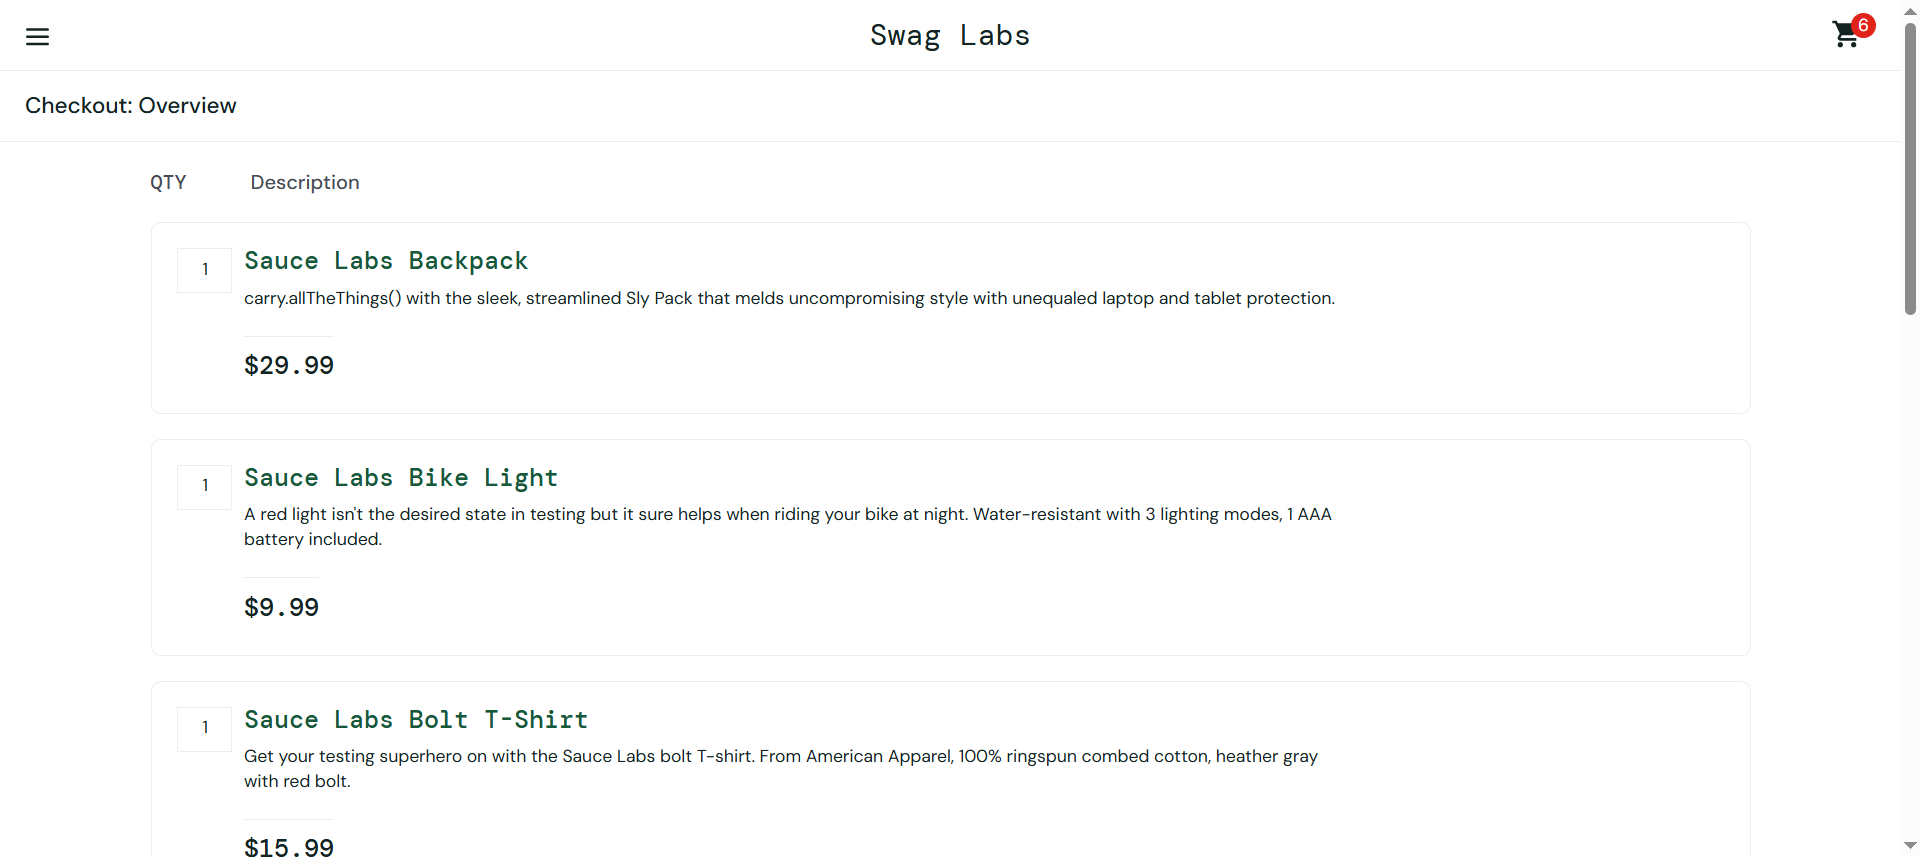 Swag Labs
6
Checkout: Overview
QTY Description
1
Sauce Labs Backpack
carry.allTheThings() with the sleek, streamlined Sly Pack that melds uncompromising style with unequaled laptop and tablet protection.
$29.99
1
Sauce Labs Bike Light
A red light isn't the desired state in testing but it sure helps when riding your bike at night. Water-resistant with 3 lighting modes, 1 AAA
battery included.
$9.99
1
Sauce Labs Bolt T-Shirt
Get your testing superhero on with the Sauce Labs bolt T-shirt. From American Apparel, 100% ringspun combed cotton, heather gray
with red bolt.
$15.99